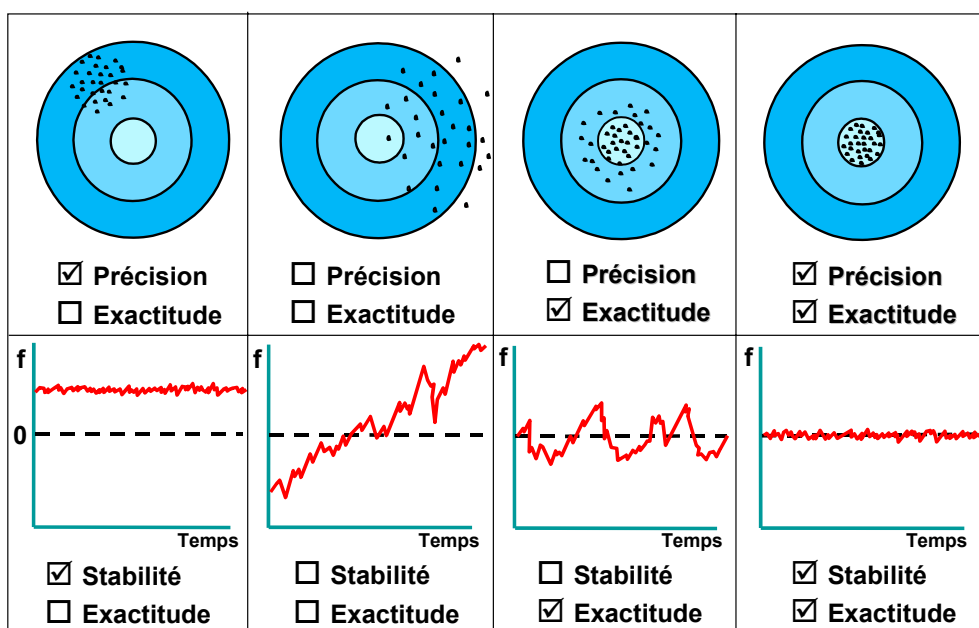 ☑ Précision
☐ Exactitude
☐ Précision
☐ Exactitude
☐ Précision
☑ Exactitude
☑ Précision
☑ Exactitude
f
0
Temps
☑ Stabilité
☐ Exactitude
f
Temps
☐ Stabilité
☐ Exactitude
f
Temps
☐ Stabilité
☑ Exactitude
f
Temps
☑ Stabilité
☑ Exactitude